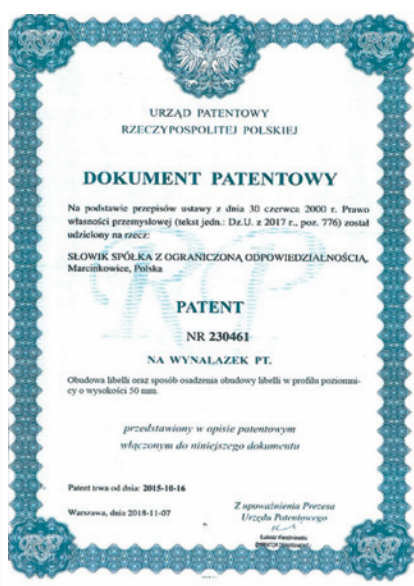 URZĄD PATENTOWY
RZECZYPOSPOLITEJ POLSKIEJ
DOKUMENT PATENTOWY
Na podstawie przepisów ustawy z dnia 30 czerwca 2000 r. Prawo
własności przemysłowej (tekst jedn.: Dz.U. z 2017 r., poz. 776) został
udzielony na rzecz:
SŁOWIK SPÓŁKA Z OGRANICZONĄ ODPOWIEDZIALNOŚCIĄ,
Marcinkowice, Polska
PATENT
NR 230461
NA WYNALAZEK PT.
Obudowa libelli oraz sposób osadzenia obudowy libelli w profilu poziomni-
cy o wysokości 50 mm.
przedstawiony w opisie patentowym
włączonym do niniejszego dokumentu
Patent trwa od dnia: 2015-10-16
Warszawa, dnia 2018-11-07
Z upoważnienia Prezesa
Urzędu Patentowego